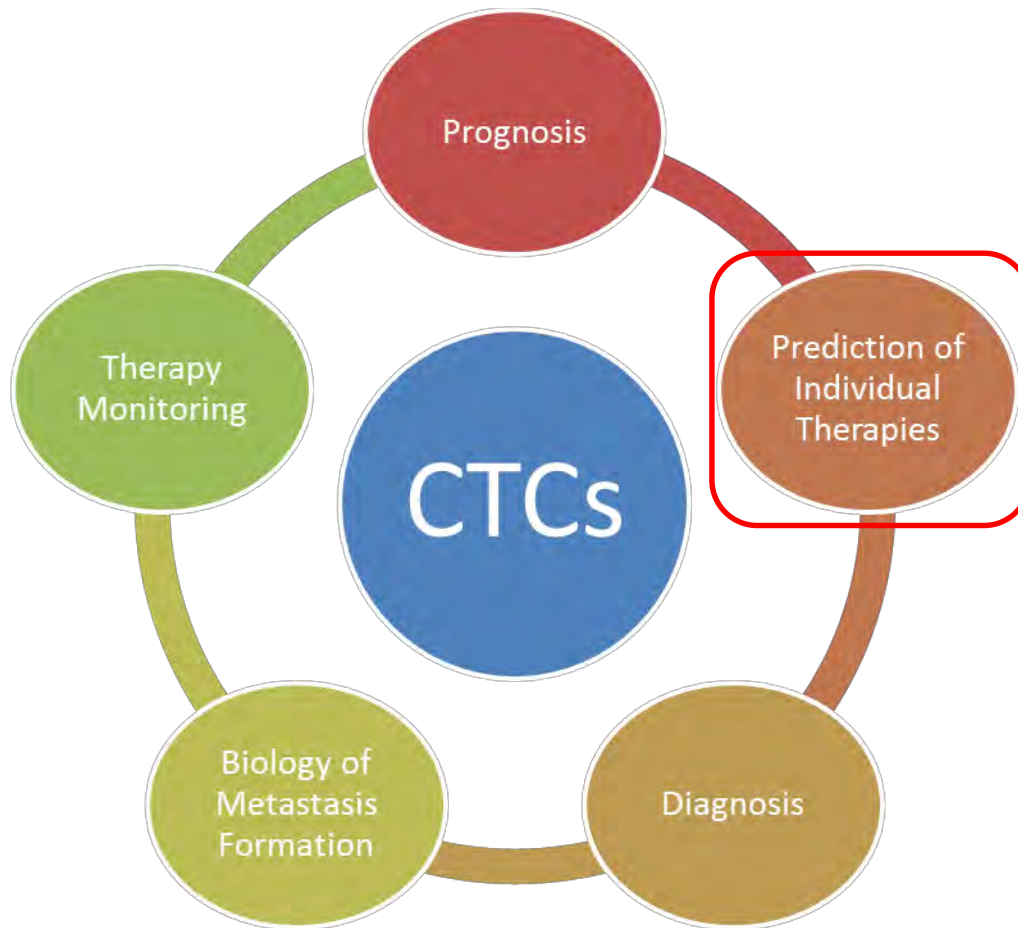 Prognosis
Prediction of
Individual
Therapies
Diagnosis
Biology of
Metastasis
Formation
Therapy
Monitoring
CTCs